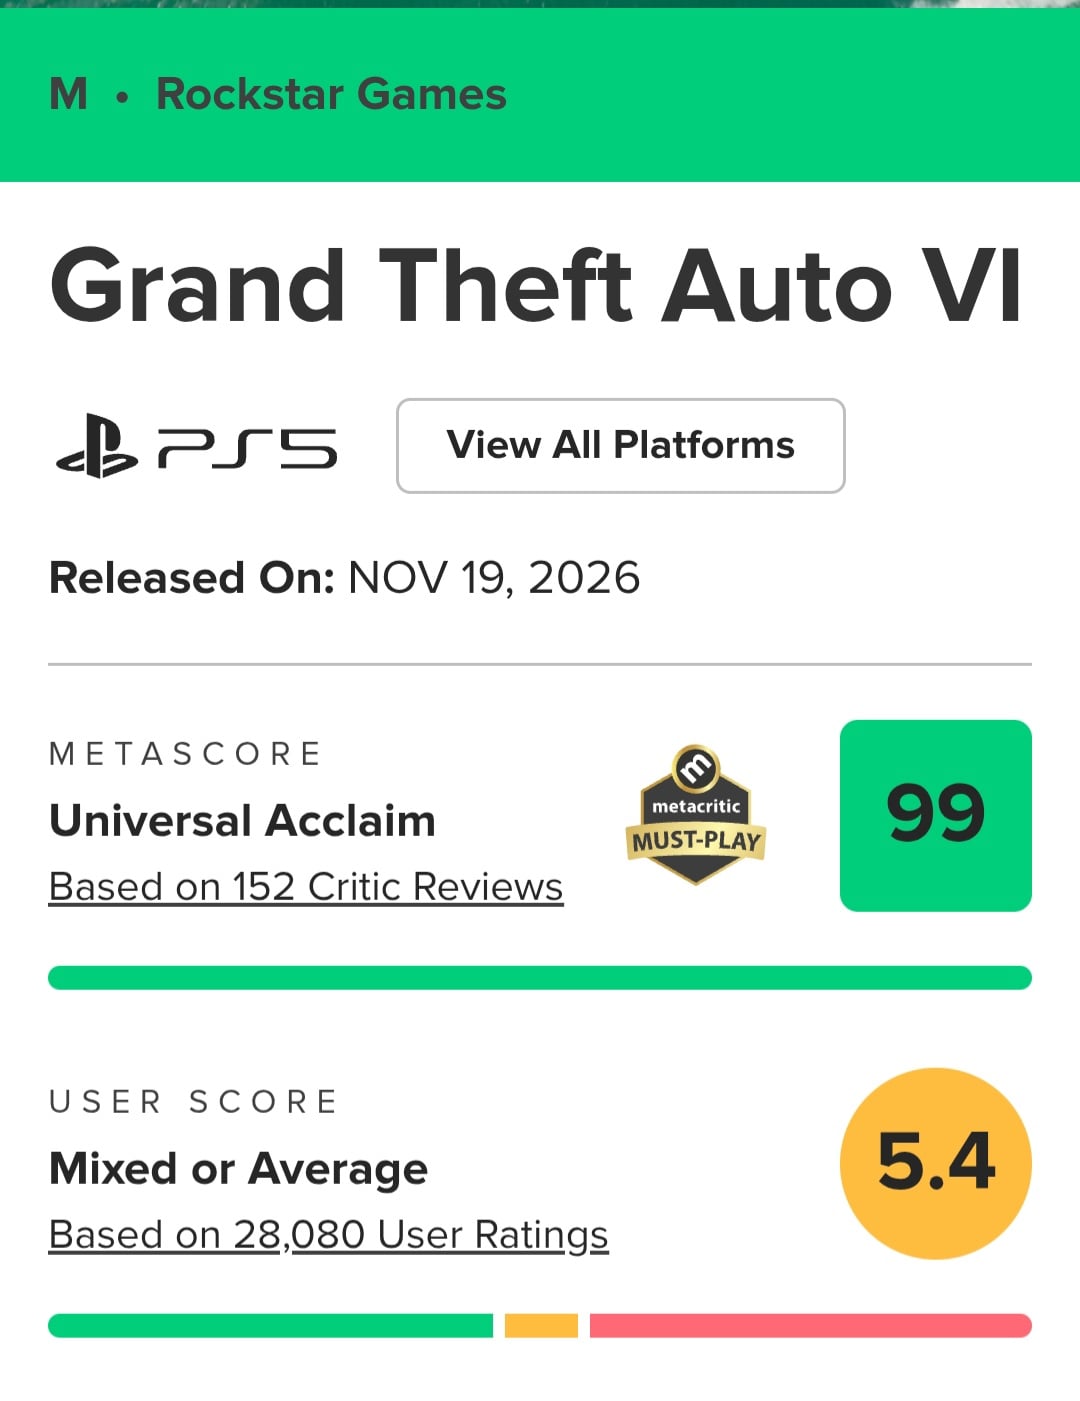 M • Rockstar Games
Grand Theft Auto VI
PS5
View All Platforms
Released On: NOV 19, 2026
METASCORE
Universal Acclaim
Based on 152 Critic Reviews
m
metacritic
MUST-PLAY
99
USER SCORE
Mixed or Average
Based on 28,080 User Ratings
5.4